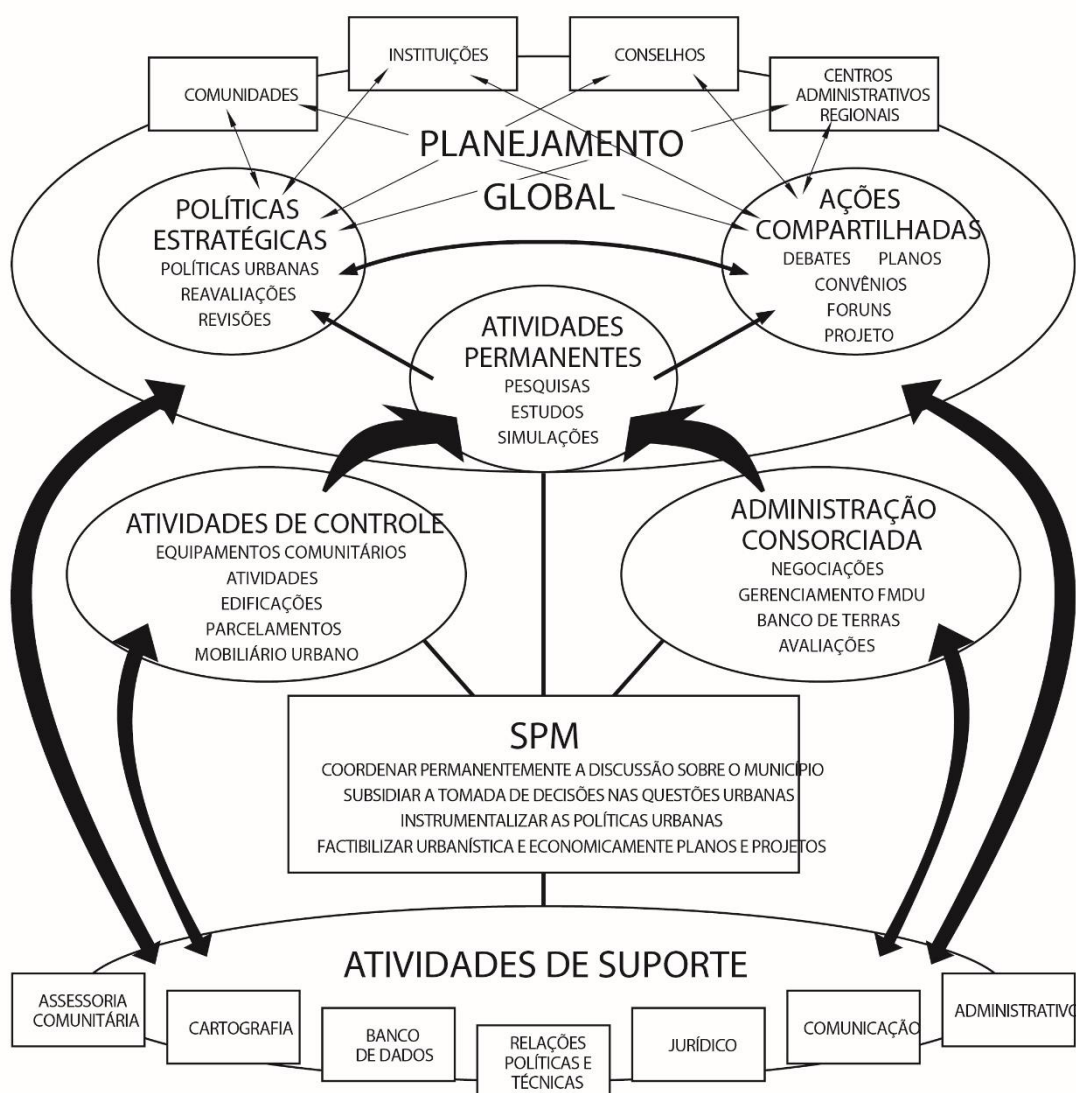 INSTITUIÇÕES
CONSELHOS
COMUNIDADES
CENTROS
ADMINISTRATIVOS
REGIONAIS
PLANEJAMENTO
GLOBAL
POLÍTICAS
ESTRATÉGICAS
POLÍTICAS URBANAS
REAVALIAÇÕES
REVISÕES
AÇÕES
COMPARTILHADAS
DEBATES PLANOS
CONVÊNIOS
FORUNS
PROJETO
ATIVIDADES
PERMANENTES
PESQUISAS
ESTUDOS
SIMULAÇÕES
ATIVIDADES DE CONTROLE
EQUIPAMENTOS COMUNITÁRIOS
ATIVIDADES
EDIFICAÇÕES
PARCELAMENTOS
MOBILIÁRIO URBANO
ADMINISTRAÇÃO
CONSORCIADA
NEGOCIAÇÕES
GERENCIAMENTO FMDU
BANCO DE TERRAS
AVALIAÇÕES
SPM
COORDENAR PERMANENTEMENTE A DISCUSSÃO SOBRE O MUNICÍPIO
SUBSIDIAR A TOMADA DE DECISÕES NAS QUESTÕES URBANAS
INSTRUMENTALIZAR AS POLÍTICAS URBANAS
FACTIBILIZAR URBANÍSTICA E ECONOMICAMENTE PLANOS E PROJETOS
ATIVIDADES DE SUPORTE
ASSESSORIA
COMUNITÁRIA
CARTOGRAFIA
BANCO
DE DADOS
RELAÇÕES
POLÍTICAS E
TÉCNICAS
JURÍDICO
COMUNICAÇÃO
ADMINISTRATIVO